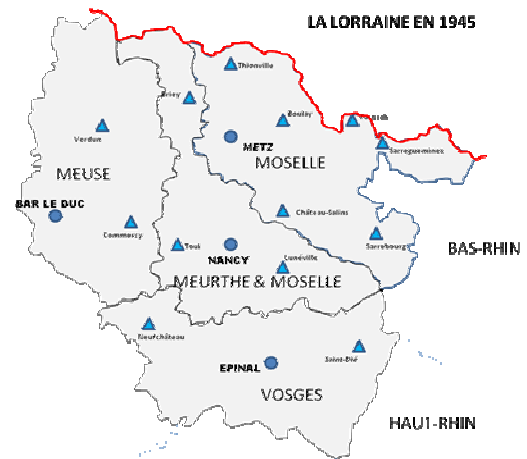 LA LORRAINE EN 1945
Thionville
Briey
Boulay
Verdun
METZ
Sarreguemines
MOSELLE
MEUSE
BAR LE DUC
Château-Salins
Commercy
Toul
Sarrebourg
BAS-RHIN
NANCY
Lunéville
MEURTHE & MOSELLE
Neufchâteau
Saint-Dié
EPINAL
VOSGES
HAU1-RHIN